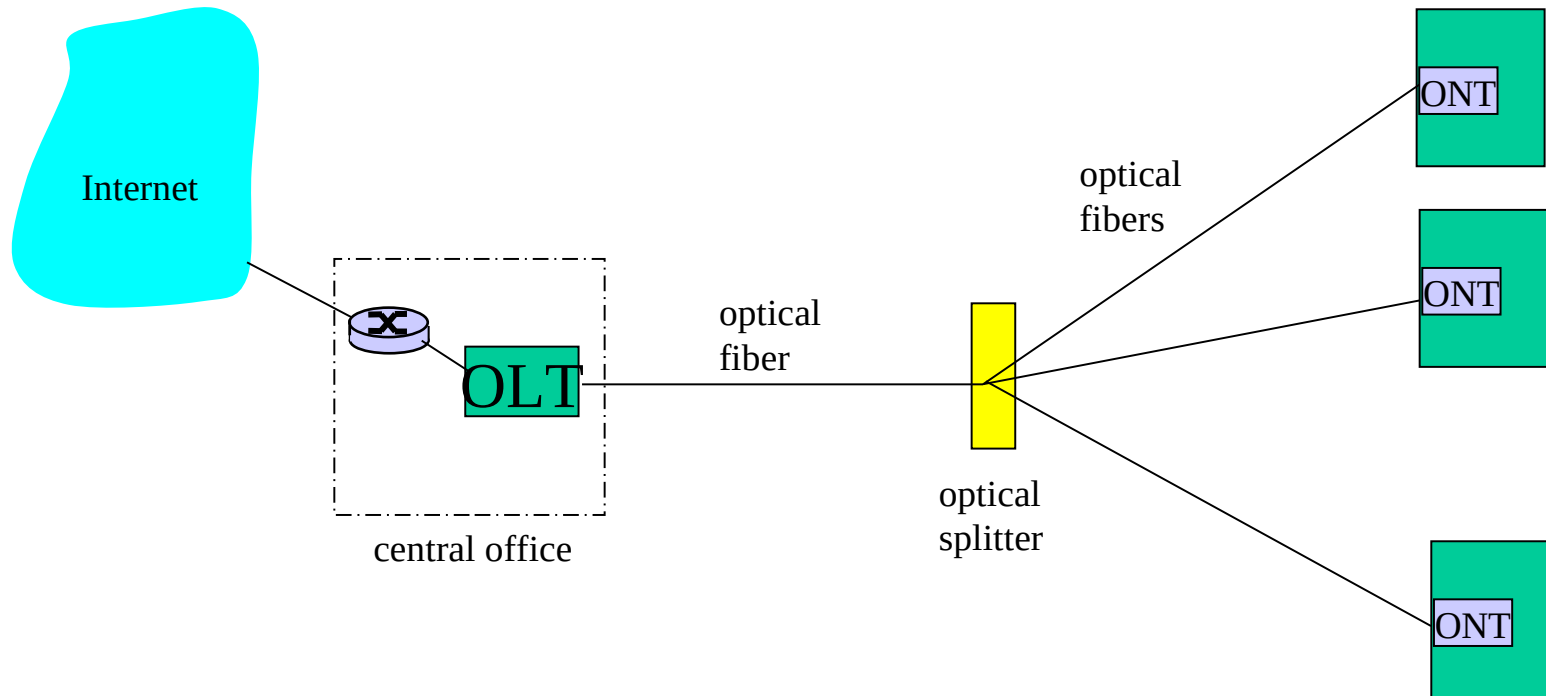 Internet
OLT
central office
optical
fiber
optical
splitter
optical
fibers
ONT
ONT
ONT